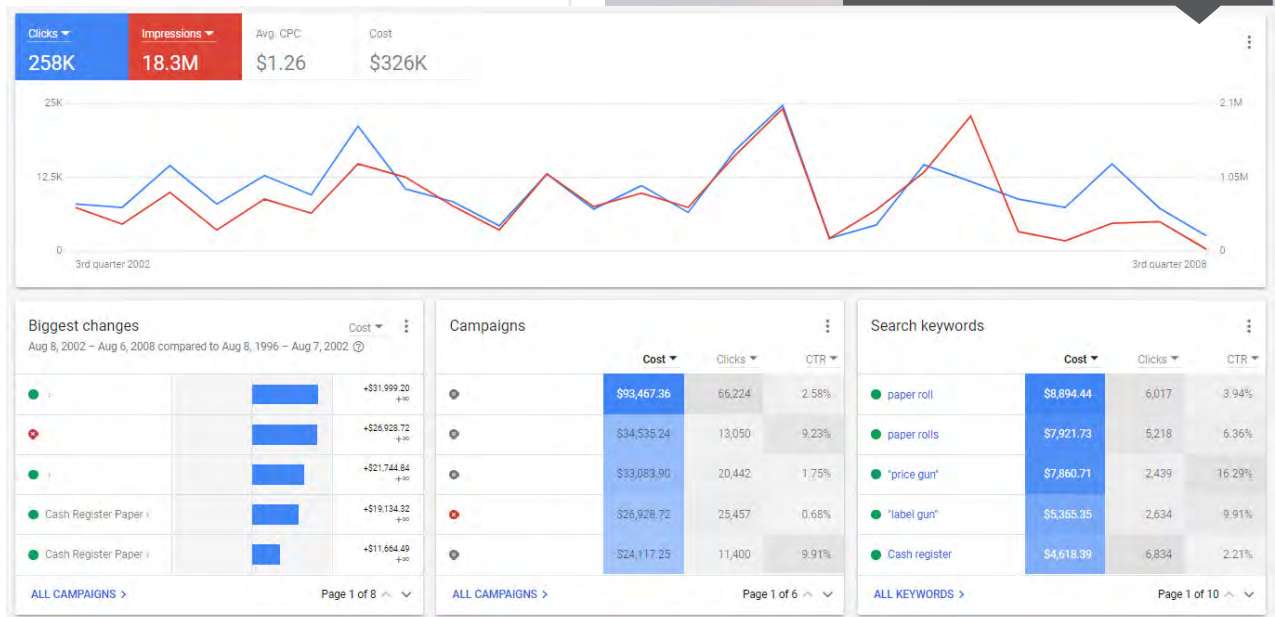 Clicks
Impressions
Avg. CPC
Cost
258K
18.3M
$1.26
$326K
25K
2.1M
12.5K
1.05M
0
0
3rd quarter 2002
3rd quarter 2008
Biggest changes
Cost
Aug 8, 2002 – Aug 6, 2008 compared to Aug 8, 1996 – Aug 7, 2002
+$31,999.20
+∞
+$26,928.72
+∞
+$21,744.84
+∞
Cash Register Paper
+$19,134.32
+∞
Cash Register Paper
+$11,664.49
+∞
ALL CAMPAIGNS
Page 1 of 8
Campaigns
Cost Clicks CTR
$93,467.36 66,224 2.58%
$34,535.24 13,050 9.23%
$33,083.90 20,442 1.75%
$26,928.72 25,457 0.68%
$24,117.25 11,400 9.91%
ALL CAMPAIGNS
Page 1 of 6
Search keywords
Cost Clicks CTR
paper roll $8,894.44 6,017 3.94%
paper rolls $7,921.73 5,218 6.36%
"price gun" $7,860.71 2,439 16.29%
"label gun" $5,355.35 2,634 9.91%
Cash register $4,618.39 6,834 2.21%
ALL KEYWORDS
Page 1 of 10